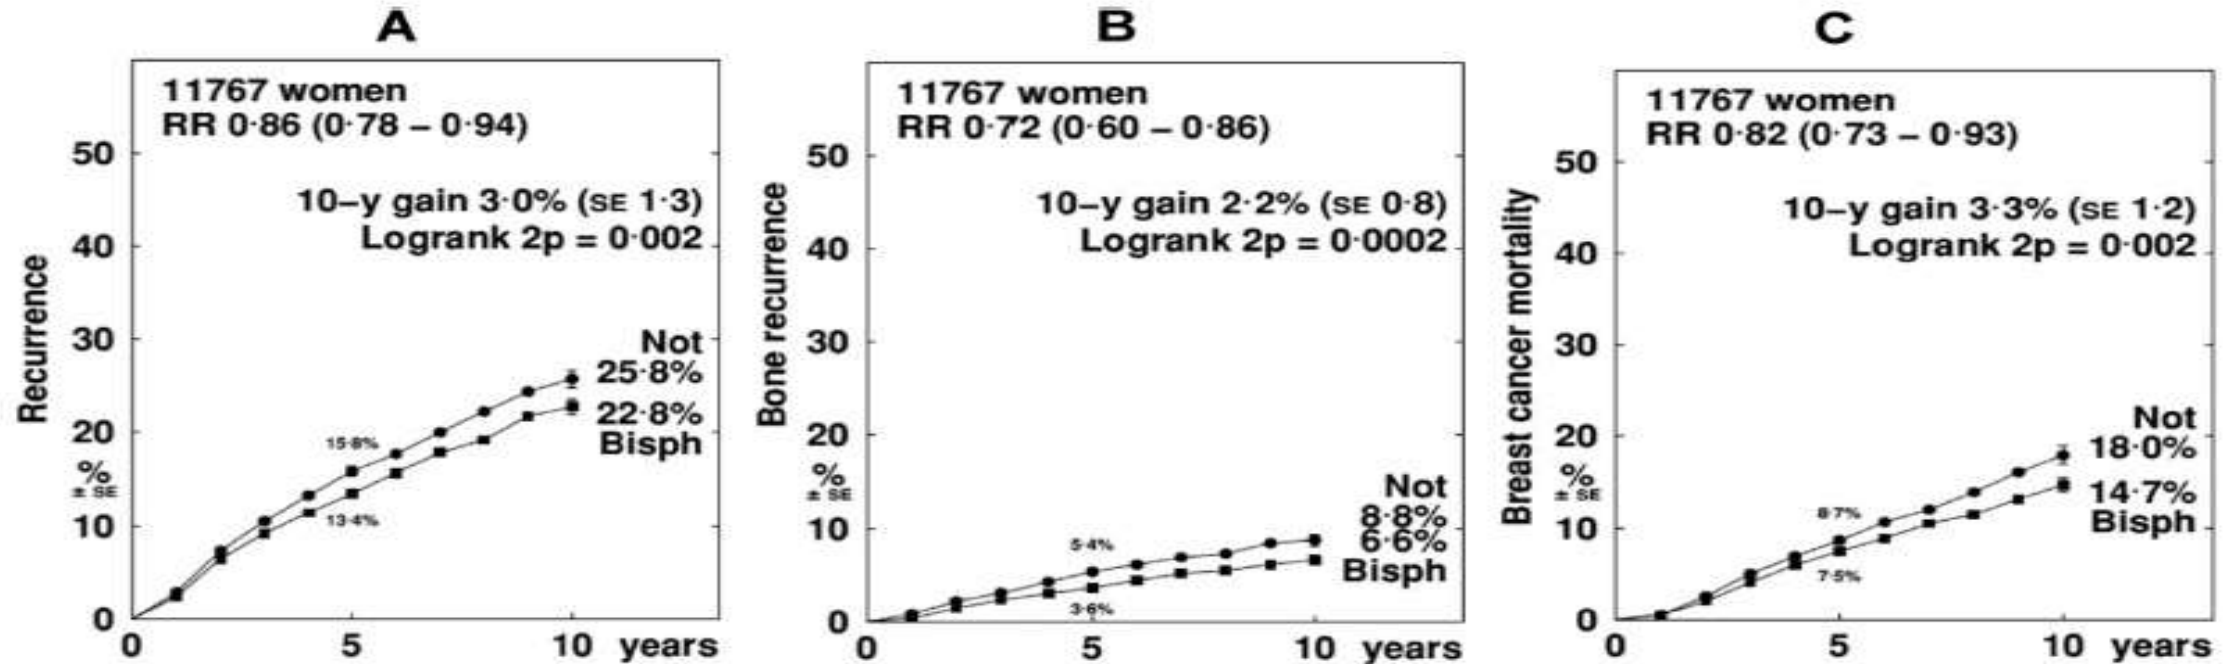 A
11767 women
RR 0·86 (0·78 – 0·94)
10–y gain 3·0% (SE 1·3)
Logrank 2p = 0·002
Recurrence
50
40
30
20
%
± SE
10
0
15·8%
13·4%
Not
25·8%
22·8%
Bisph
0 5 10 years
B
11767 women
RR 0·72 (0·60 – 0·86)
10–y gain 2·2% (SE 0·8)
Logrank 2p = 0·0002
Bone recurrence
50
40
30
20
%
± SE
10
0
5·4%
3·6%
Not
8·8%
6·6%
Bisph
0 5 10 years
C
11767 women
RR 0·82 (0·73 – 0·93)
10–y gain 3·3% (SE 1·2)
Logrank 2p = 0·002
Breast cancer mortality
50
40
30
20
%
± SE
10
0
8·7%
7·5%
Not
18·0%
14·7%
Bisph
0 5 10 years